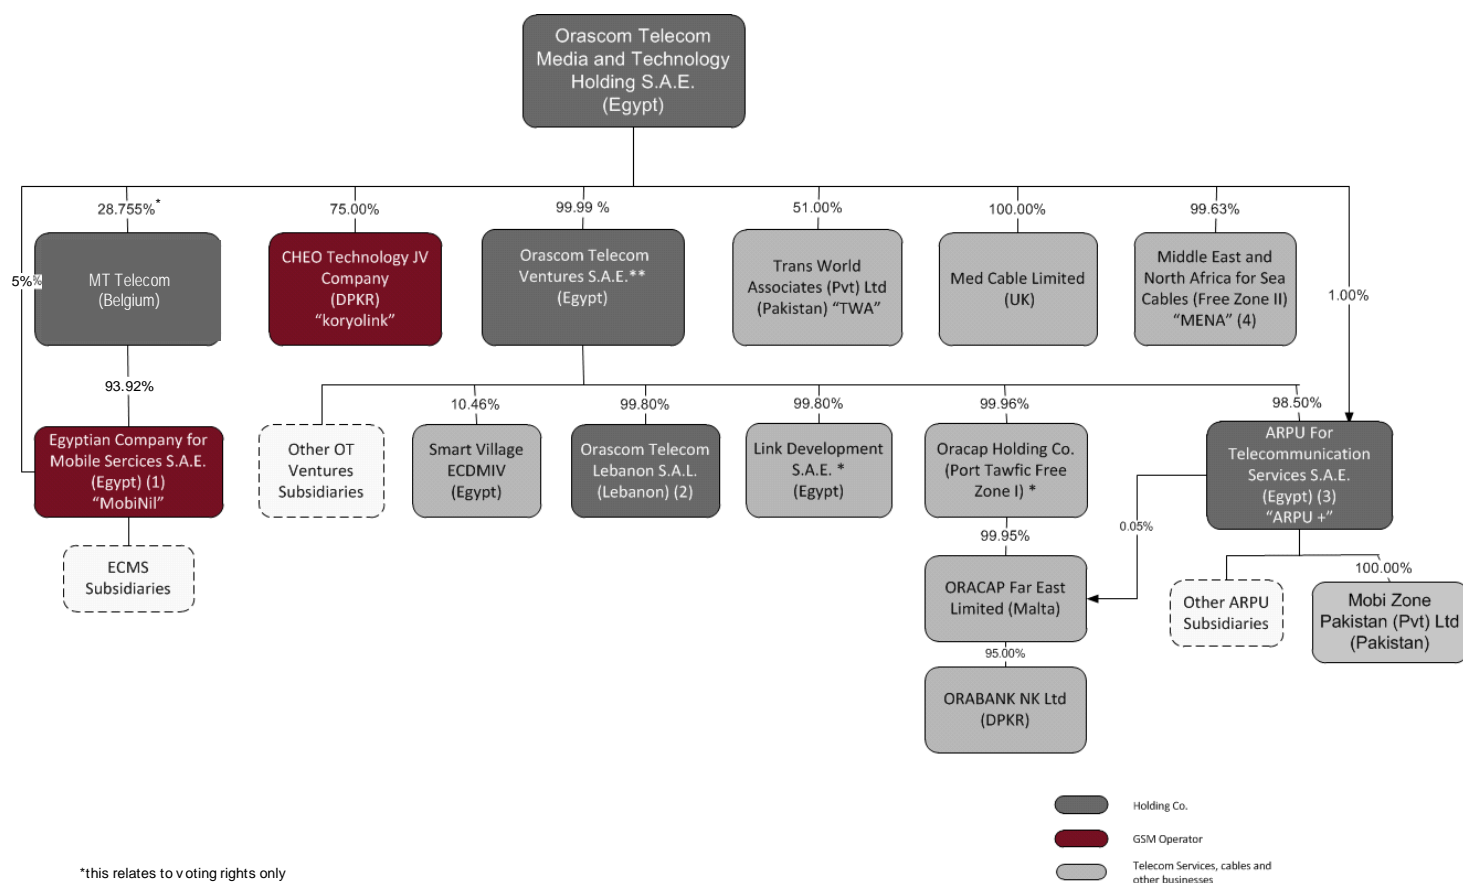 Orascom Telecom
Media and Technology
Holding S.A.E.
(Egypt)
28.755%*
75.00%
99.99 %
51.00%
100.00%
99.63%
5%%
1.00%
MT Telecom
(Belgium)
CHEO Technology JV
Company
(DPKR)
“koryolink”
Orascom Telecom
Ventures S.A.E.**
(Egypt)
Trans World
Associates (Pvt) Ltd
(Pakistan) “TWA”
Med Cable Limited
(UK)
Middle East and
North Africa for Sea
Cables (Free Zone II)
“MENA” (4)
93.92%
10.46%
99.80%
99.80%
99.96%
98.50%
Egyptian Company for
Mobile Sercices S.A.E.
(Egypt) (1)
“MobiNil”
Other OT
Ventures
Subsidiaries
Smart Village
ECDMIV
(Egypt)
Orascom Telecom
Lebanon S.A.L.
(Lebanon) (2)
Link Development
S.A.E. *
(Egypt)
Oracap Holding Co.
(Port Tawfic Free
Zone I) *
ARPU For
Telecommunication
Services S.A.E.
(Egypt) (3)
“ARPU +”
99.95%
0.05%
100.00%
ECMS
Subsidiaries
ORACAP Far East
Limited (Malta)
Other ARPU
Subsidiaries
Mobi Zone
Pakistan (Pvt) Ltd
(Pakistan)
95.00%
ORABANK NK Ltd
(DPKR)
Holding Co.
GSM Operator
Telecom Services, cables and
other businesses
*this relates to voting rights only